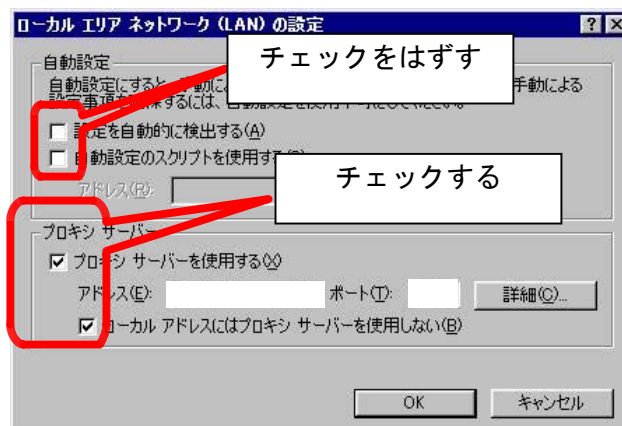 ローカル エリア ネットワーク (LAN) の設定
チェックをはずす
自動設定
自動設定にすると、手動による
設定事項を
設定を自動的に検出する(A)
自動設定のスクリプトを使用する
チェックする
アドレス(R):
プロキシ サーバー
プロキシ サーバーを使用する(X)
アドレス(E): ポート(T): 詳細(C)...
ローカル アドレスにはプロキシ サーバーを使用しない(B)
OK キャンセル